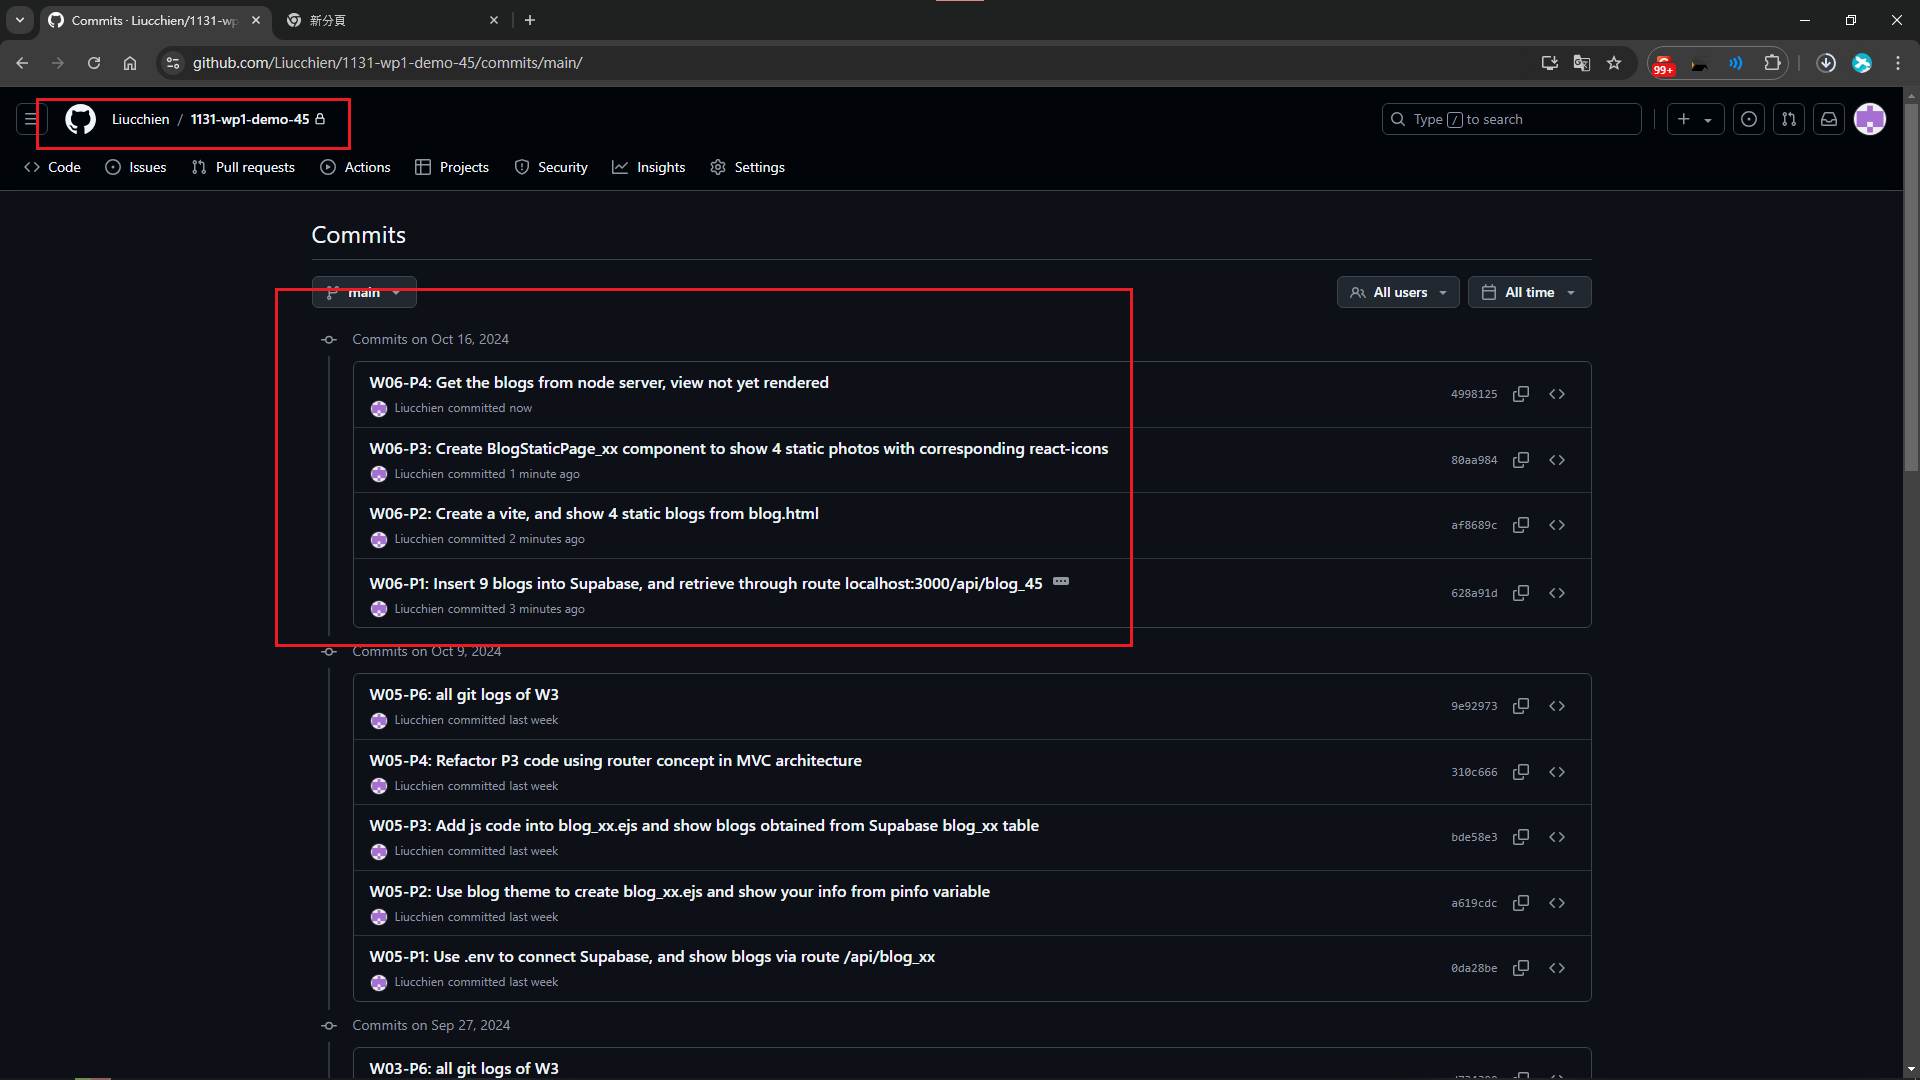 Commits · Liucchien/1131-wp
新分頁
github.com/Liucchien/1131-wp1-demo-45/commits/main/
99+
Liucchien / 1131-wp1-demo-45
Type / to search
Code
Issues
Pull requests
Actions
Projects
Security
Insights
Settings
Commits
main
All users
All time
Commits on Oct 16, 2024
W06-P4: Get the blogs from node server, view not yet rendered
Liucchien committed now
4998125
W06-P3: Create BlogStaticPage_xx component to show 4 static photos with corresponding react-icons
Liucchien committed 1 minute ago
80aa984
W06-P2: Create a vite, and show 4 static blogs from blog.html
Liucchien committed 2 minutes ago
af8689c
W06-P1: Insert 9 blogs into Supabase, and retrieve through route localhost:3000/api/blog_45
Liucchien committed 3 minutes ago
628a91d
Commits on Oct 9, 2024
W05-P6: all git logs of W3
Liucchien committed last week
9e92973
W05-P4: Refactor P3 code using router concept in MVC architecture
Liucchien committed last week
310c666
W05-P3: Add js code into blog_xx.ejs and show blogs obtained from Supabase blog_xx table
Liucchien committed last week
bde58e3
W05-P2: Use blog theme to create blog_xx.ejs and show your info from pinfo variable
Liucchien committed last week
a619cdc
W05-P1: Use .env to connect Supabase, and show blogs via route /api/blog_xx
Liucchien committed last week
0da28be
Commits on Sep 27, 2024
W03-P6: all git logs of W3